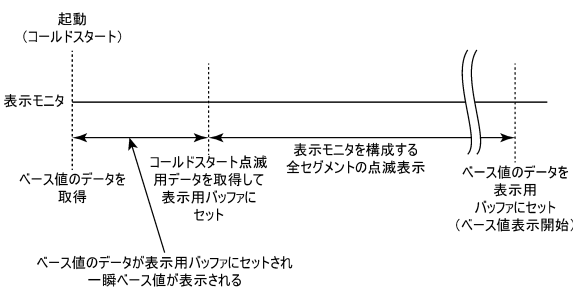 起動
（コールドスタート）
表示モニタ
ベース値のデータを
取得
コールドスタート点滅
用データを取得して
表示用バッファに
セット
表示モニタを構成する
全セグメントの点滅表示
ベース値のデータを
表示用
バッファにセット
（ベース値表示開始）
ベース値のデータが表示用バッファにセットされ
一瞬ベース値が表示される